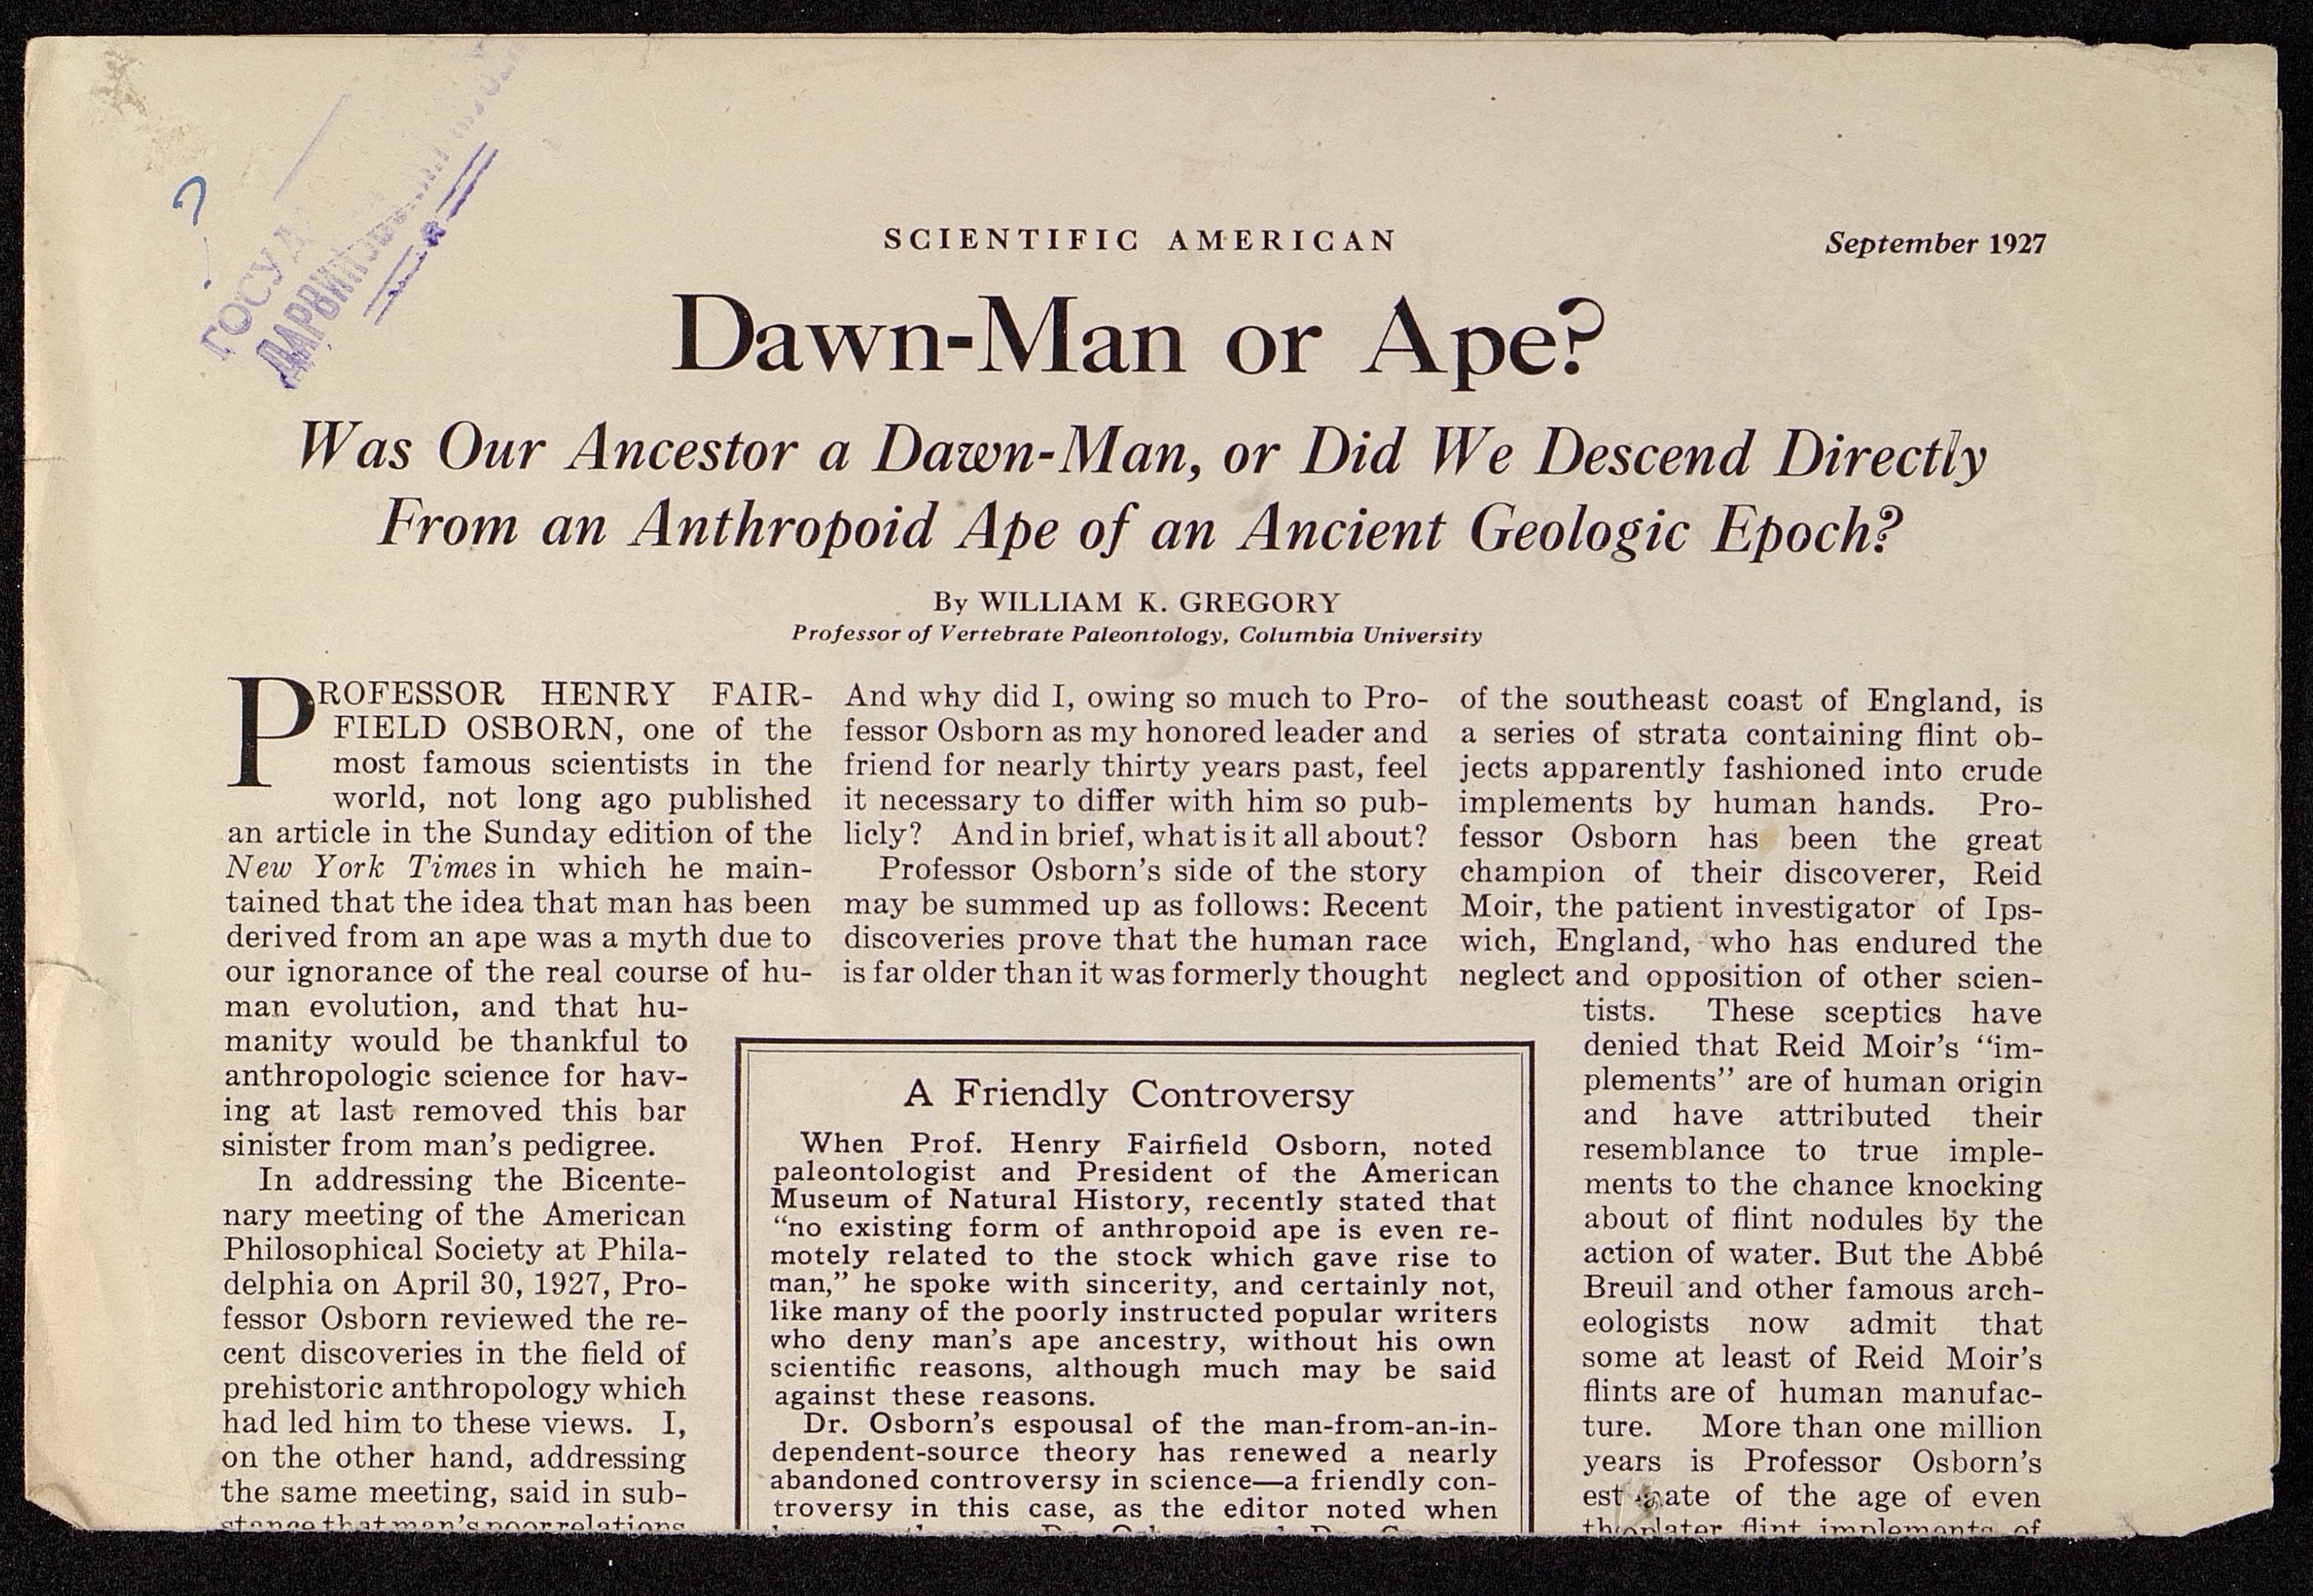 ?
ГОСУДА
ДАРВИНОВСКИЙ
SCIENTIFIC AMERICAN
September 1927
Dawn-Man or Ape?
Was Our Ancestor a Dawn-Man, or Did We Descend Directly
From an Anthropoid Ape of an Ancient Geologic Epoch?
By WILLIAM K. GREGORY
Professor of Vertebrate Paleontology, Columbia University
PROFESSOR HENRY FAIR-
FIELD OSBORN, one of the
most famous scientists in the
world, not long ago published
an article in the Sunday edition of the
New York Times in which he main-
tained that the idea that man has been
derived from an ape was a myth due to
our ignorance of the real course of hu-
man evolution, and that hu-
manity would be thankful to
anthropologic science for hav-
ing at last removed this bar
sinister from man's pedigree.
In addressing the Bicente-
nary meeting of the American
Philosophical Society at Phila-
delphia on April 30, 1927, Pro-
fessor Osborn reviewed the re-
cent discoveries in the field of
prehistoric anthropology which
had led him to these views. I,
on the other hand, addressing
the same meeting, said in sub-
stance that man's poor relations
And why did I, owing so much to Pro-
fessor Osborn as my honored leader and
friend for nearly thirty years past, feel
it necessary to differ with him so pub-
licly? And in brief, what is it all about?
Professor Osborn's side of the story
may be summed up as follows: Recent
discoveries prove that the human race
is far older than it was formerly thought
A Friendly Controversy
When Prof. Henry Fairfield Osborn, noted
paleontologist and President of the American
Museum of Natural History, recently stated that
“no existing form of anthropoid ape is even re-
motely related to the stock which gave rise to
man,” he spoke with sincerity, and certainly not,
like many of the poorly instructed popular writers
who deny man's ape ancestry, without his own
scientific reasons, although much may be said
against these reasons.
Dr. Osborn's espousal of the man-from-an-in-
dependent-source theory has renewed a nearly
abandoned controversy in science—a friendly con-
troversy in this case, as the editor noted when
of the southeast coast of England, is
a series of strata containing flint ob-
jects apparently fashioned into crude
implements by human hands. Pro-
fessor Osborn has been the great
champion of their discoverer, Reid
Moir, the patient investigator of Ips-
wich, England, who has endured the
neglect and opposition of other scien-
tists. These sceptics have
denied that Reid Moir's “im-
plements” are of human origin
and have attributed their
resemblance to true imple-
ments to the chance knocking
about of flint nodules by the
action of water. But the Abbé
Breuil and other famous arch-
eologists now admit that
some at least of Reid Moir's
flints are of human manufac-
ture. More than one million
years is Professor Osborn's
estimate of the age of even
later flint implements of